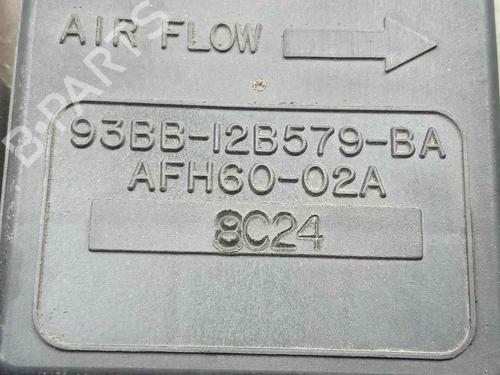 AIR FLOW
93BB-12B579-BA
AFH60-02A
8C24
B-PARTS